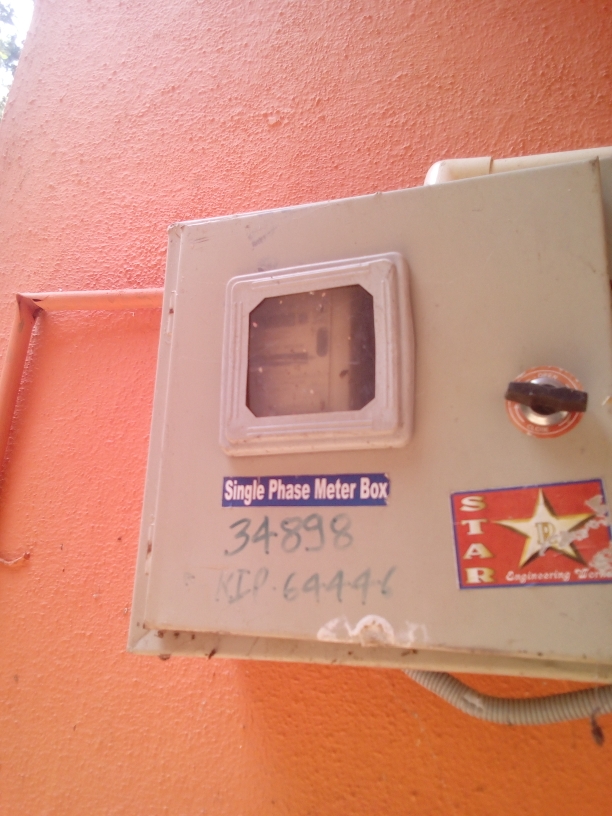 Single Phase Meter Box
34898
KIP.64446
STAR
Engineering Works